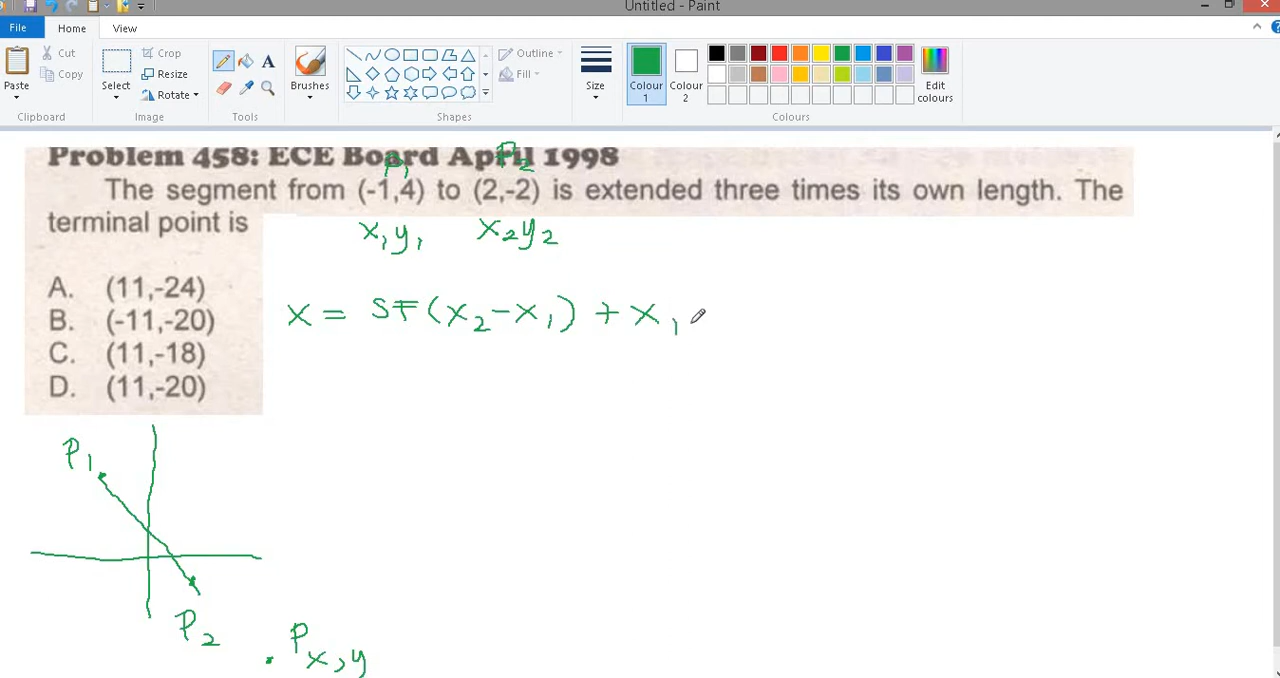 Untitled - Paint
File Home View
Paste Cut Copy Select Crop Resize Rotate A Brushes Outline Fill Size Colour 1 Colour 2 Edit colours
Clipboard Image Tools Shapes Colours
Problem 458: ECE Board April 1998
P1 P2
The segment from (-1,4) to (2,-2) is extended three times its own length. The
terminal point is
x1y1 x2y2
A. (11,-24)
B. (-11,-20)
C. (11,-18)
D. (11,-20)
x = SF(x2-x1) + x1
P1
P2
P x,y